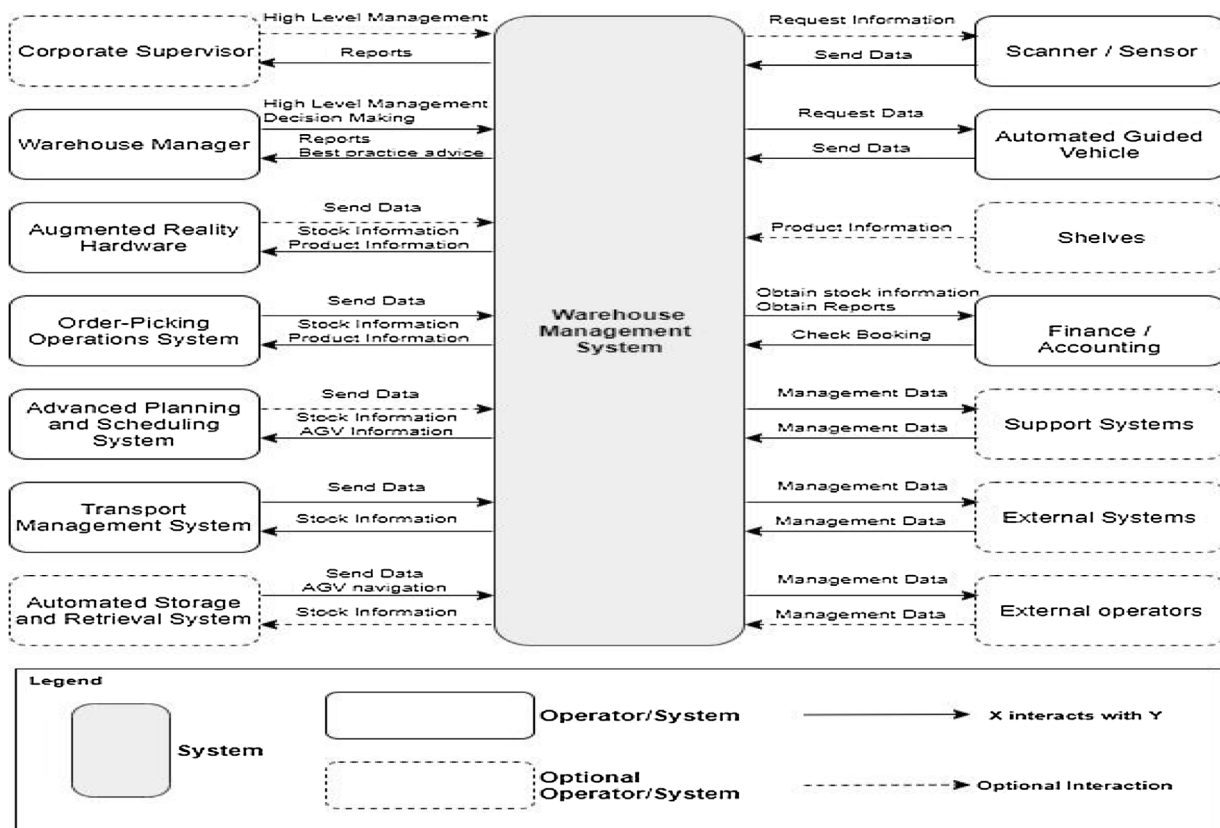 High Level Management
Corporate Supervisor
Reports
High Level Management
Decision Making
Warehouse Manager
Reports
Best practice advice
Send Data
Augmented Reality
Hardware
Stock Information
Product Information
Send Data
Order-Picking
Operations System
Stock Information
Product Information
Send Data
Advanced Planning
and Scheduling
System
Stock Information
AGV Information
Send Data
Transport
Management System
Stock Information
Send Data
AGV navigation
Automated Storage
and Retrieval System
Stock Information
Warehouse
Management
System
Request Information
Scanner / Sensor
Send Data
Request Data
Automated Guided
Vehicle
Send Data
Product Information
Shelves
Obtain stock information
Obtain Reports
Finance /
Accounting
Check Booking
Management Data
Support Systems
Management Data
Management Data
External Systems
Management Data
Management Data
External operators
Management Data
Legend
System
Operator/System
Optional
Operator/System
X interacts with Y
Optional Interaction